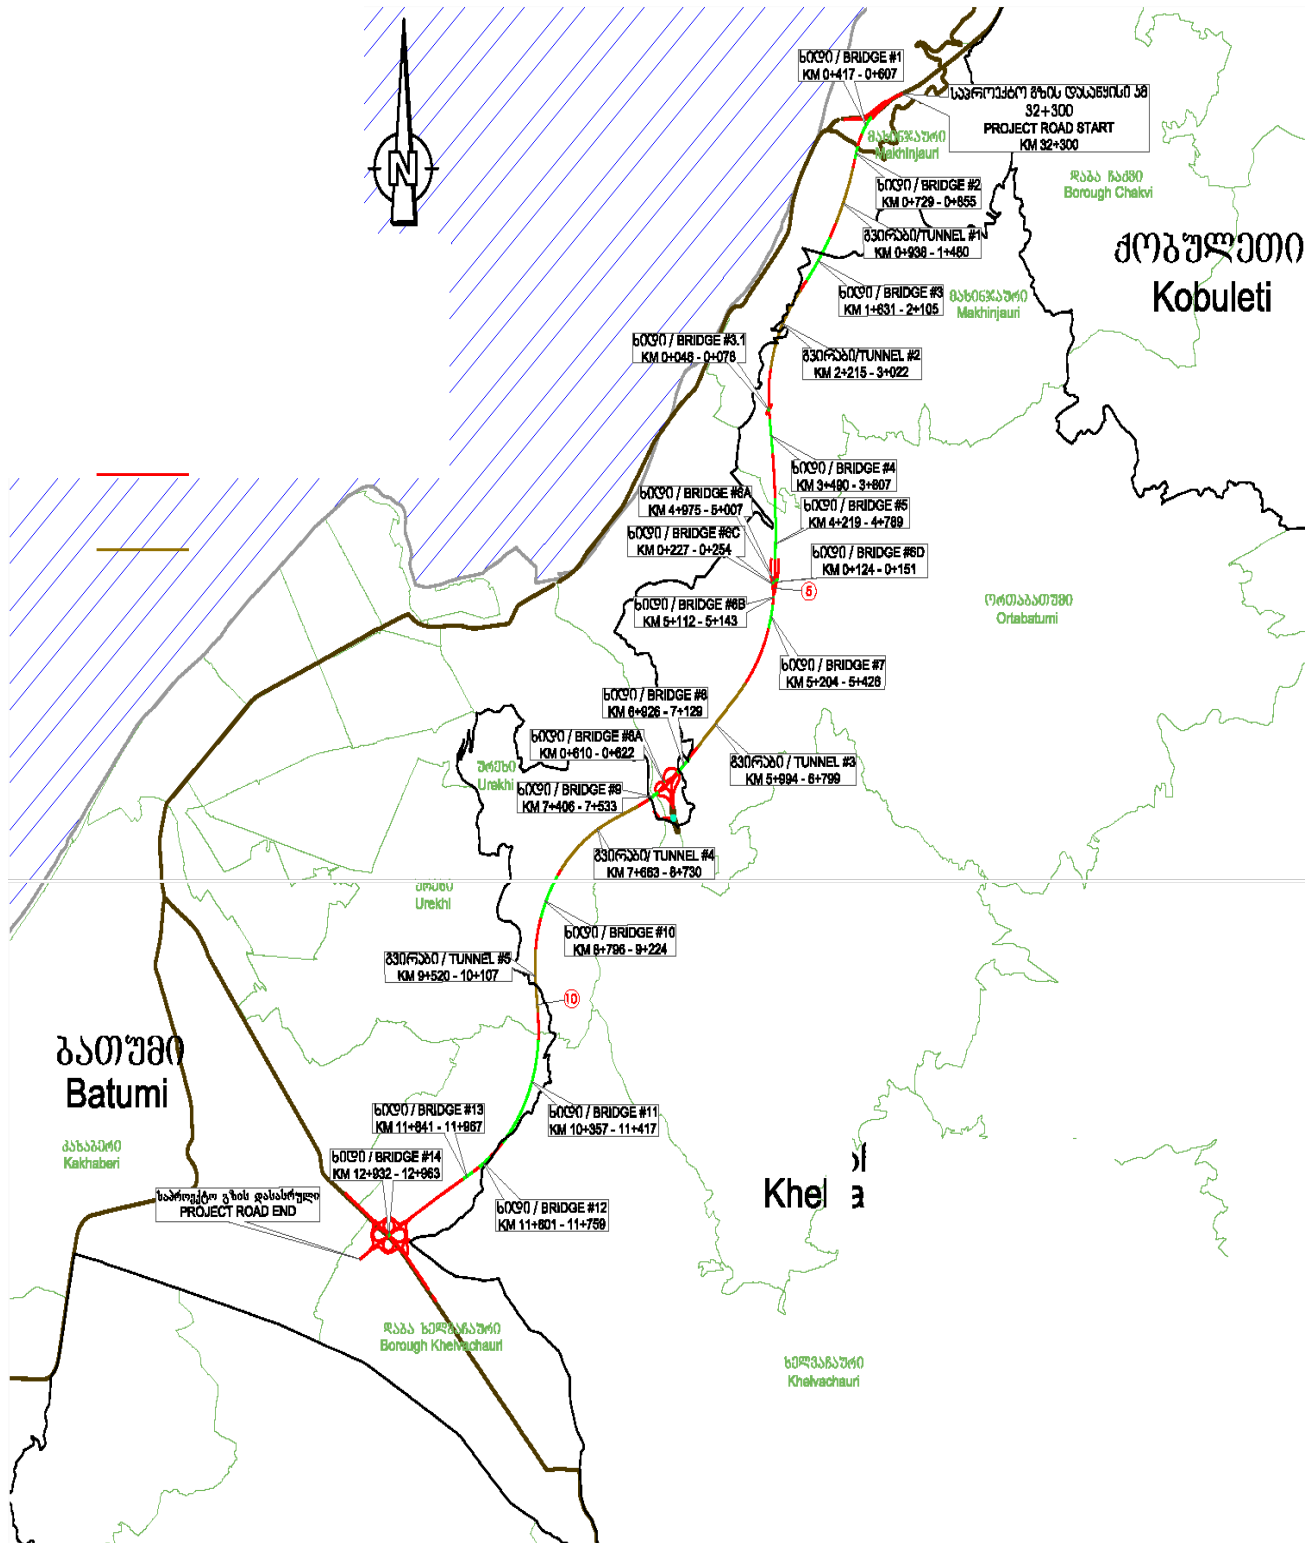 ხიდი / BRIDGE #1
KM 0+417 - 0+607
საპროექტო გზის დასაწყისი კმ
32+300
PROJECT ROAD START
KM 32+300
მახინჯაური
Makhinjauri
N
დაბა ჩაქვი
Borough Chakvi
ხიდი / BRIDGE #2
KM 0+729 - 0+855
გვირაბი/TUNNEL #1
KM 0+938 - 1+480
ქობულეთი
Kobuleti
ხიდი / BRIDGE #3
KM 1+631 - 2+105
მახინჯაური
Makhinjauri
ხიდი / BRIDGE #3.1
KM 0+046 - 0+076
გვირაბი/TUNNEL #2
KM 2+215 - 3+022
ხიდი / BRIDGE #4
KM 3+490 - 3+807
ხიდი / BRIDGE #6A
KM 4+975 - 5+007
ხიდი / BRIDGE #5
KM 4+219 - 4+789
ხიდი / BRIDGE #6C
KM 0+227 - 0+254
ხიდი / BRIDGE #6D
KM 0+124 - 0+151
5
ხიდი / BRIDGE #6B
KM 5+112 - 5+143
ორთაბათუმი
Ortabatumi
ხიდი / BRIDGE #7
KM 5+204 - 5+426
ხიდი / BRIDGE #8
KM 6+926 - 7+129
ხიდი / BRIDGE #8A
KM 0+610 - 0+622
გვირაბი / TUNNEL #3
KM 5+994 - 6+799
ურეხი
Urekhi
ხიდი / BRIDGE #9
KM 7+406 - 7+533
გვირაბი/ TUNNEL #4
KM 7+663 - 8+730
ურეხი
Urekhi
ხიდი / BRIDGE #10
KM 8+796 - 9+224
გვირაბი / TUNNEL #5
KM 9+520 - 10+107
10
ბათუმი
Batumi
ხიდი / BRIDGE #13
KM 11+841 - 11+967
ხიდი / BRIDGE #11
KM 10+357 - 11+417
კახაბერი
Kakhaberi
ხიდი / BRIDGE #14
KM 12+932 - 12+963
საპროექტო გზის დასასრული
PROJECT ROAD END
ხიდი / BRIDGE #12
KM 11+601 - 11+759
დაბა ხელვაჩაური
Borough Khelvachauri
ხელვაჩაური
Khelvachauri